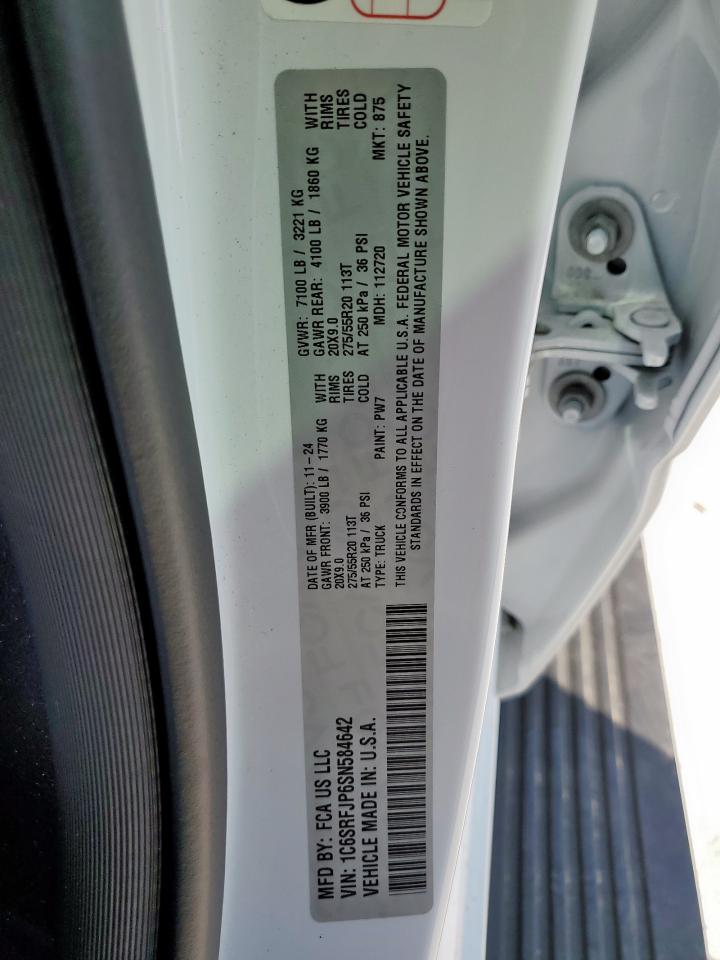 MFD BY: FCA US LLC
VIN: 1C6SRFJP6SN584642
VEHICLE MADE IN: U.S.A.
DATE OF MFR (BUILT): 11-24 GVWR: 7100 LB / 3221 KG
GAWR FRONT: 3900 LB / 1770 KG WITH GAWR REAR: 4100 LB / 1860 KG WITH
20X9.0 RIMS 20X9.0 RIMS
275/55R20 113T TIRES 275/55R20 113T TIRES
AT 250 kPa / 36 PSI COLD AT 250 kPa / 36 PSI COLD
TYPE: TRUCK PAINT: PW7 MDH: 112720 MKT: 875
THIS VEHICLE CONFORMS TO ALL APPLICABLE U.S.A. FEDERAL MOTOR VEHICLE SAFETY
STANDARDS IN EFFECT ON THE DATE OF MANUFACTURE SHOWN ABOVE.